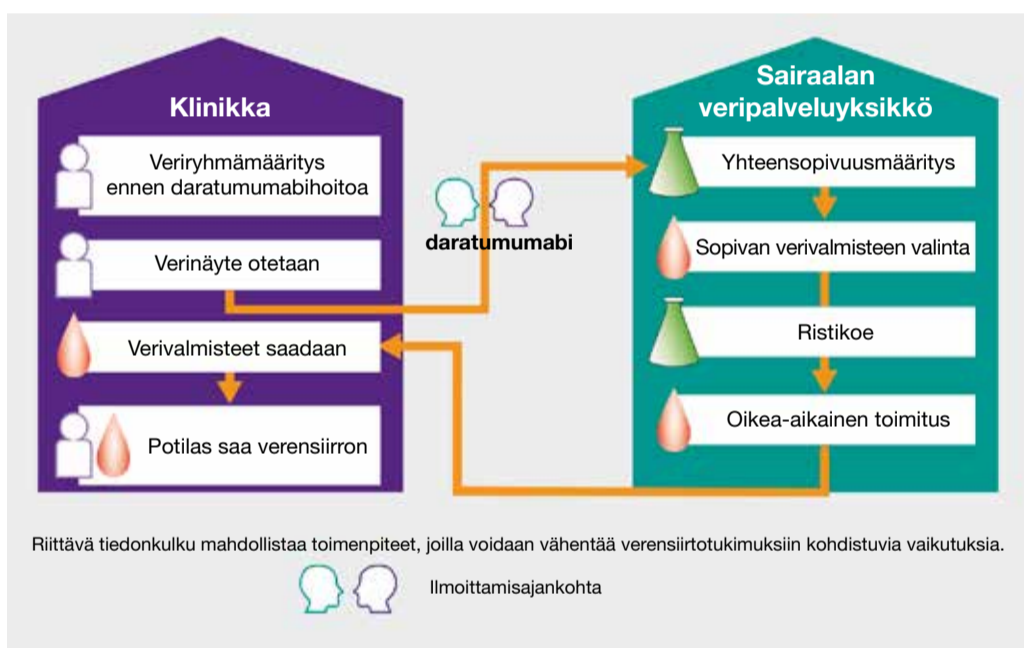 Klinikka
Veriryhmämääritys
ennen daratumumabihoitoa
Verinäyte otetaan
Verivalmisteet saadaan
Potilas saa verensiirron
daratumumabi
Sairaalan
veripalveluyksikkö
Yhteensopivuusmääritys
Sopivan verivalmisteen valinta
Ristikoe
Oikea-aikainen toimitus
Riittävä tiedonkulku mahdollistaa toimenpiteet, joilla voidaan vähentää verensiirtotukimuksiin kohdistuvia vaikutuksia.
Ilmoittamisajankohta